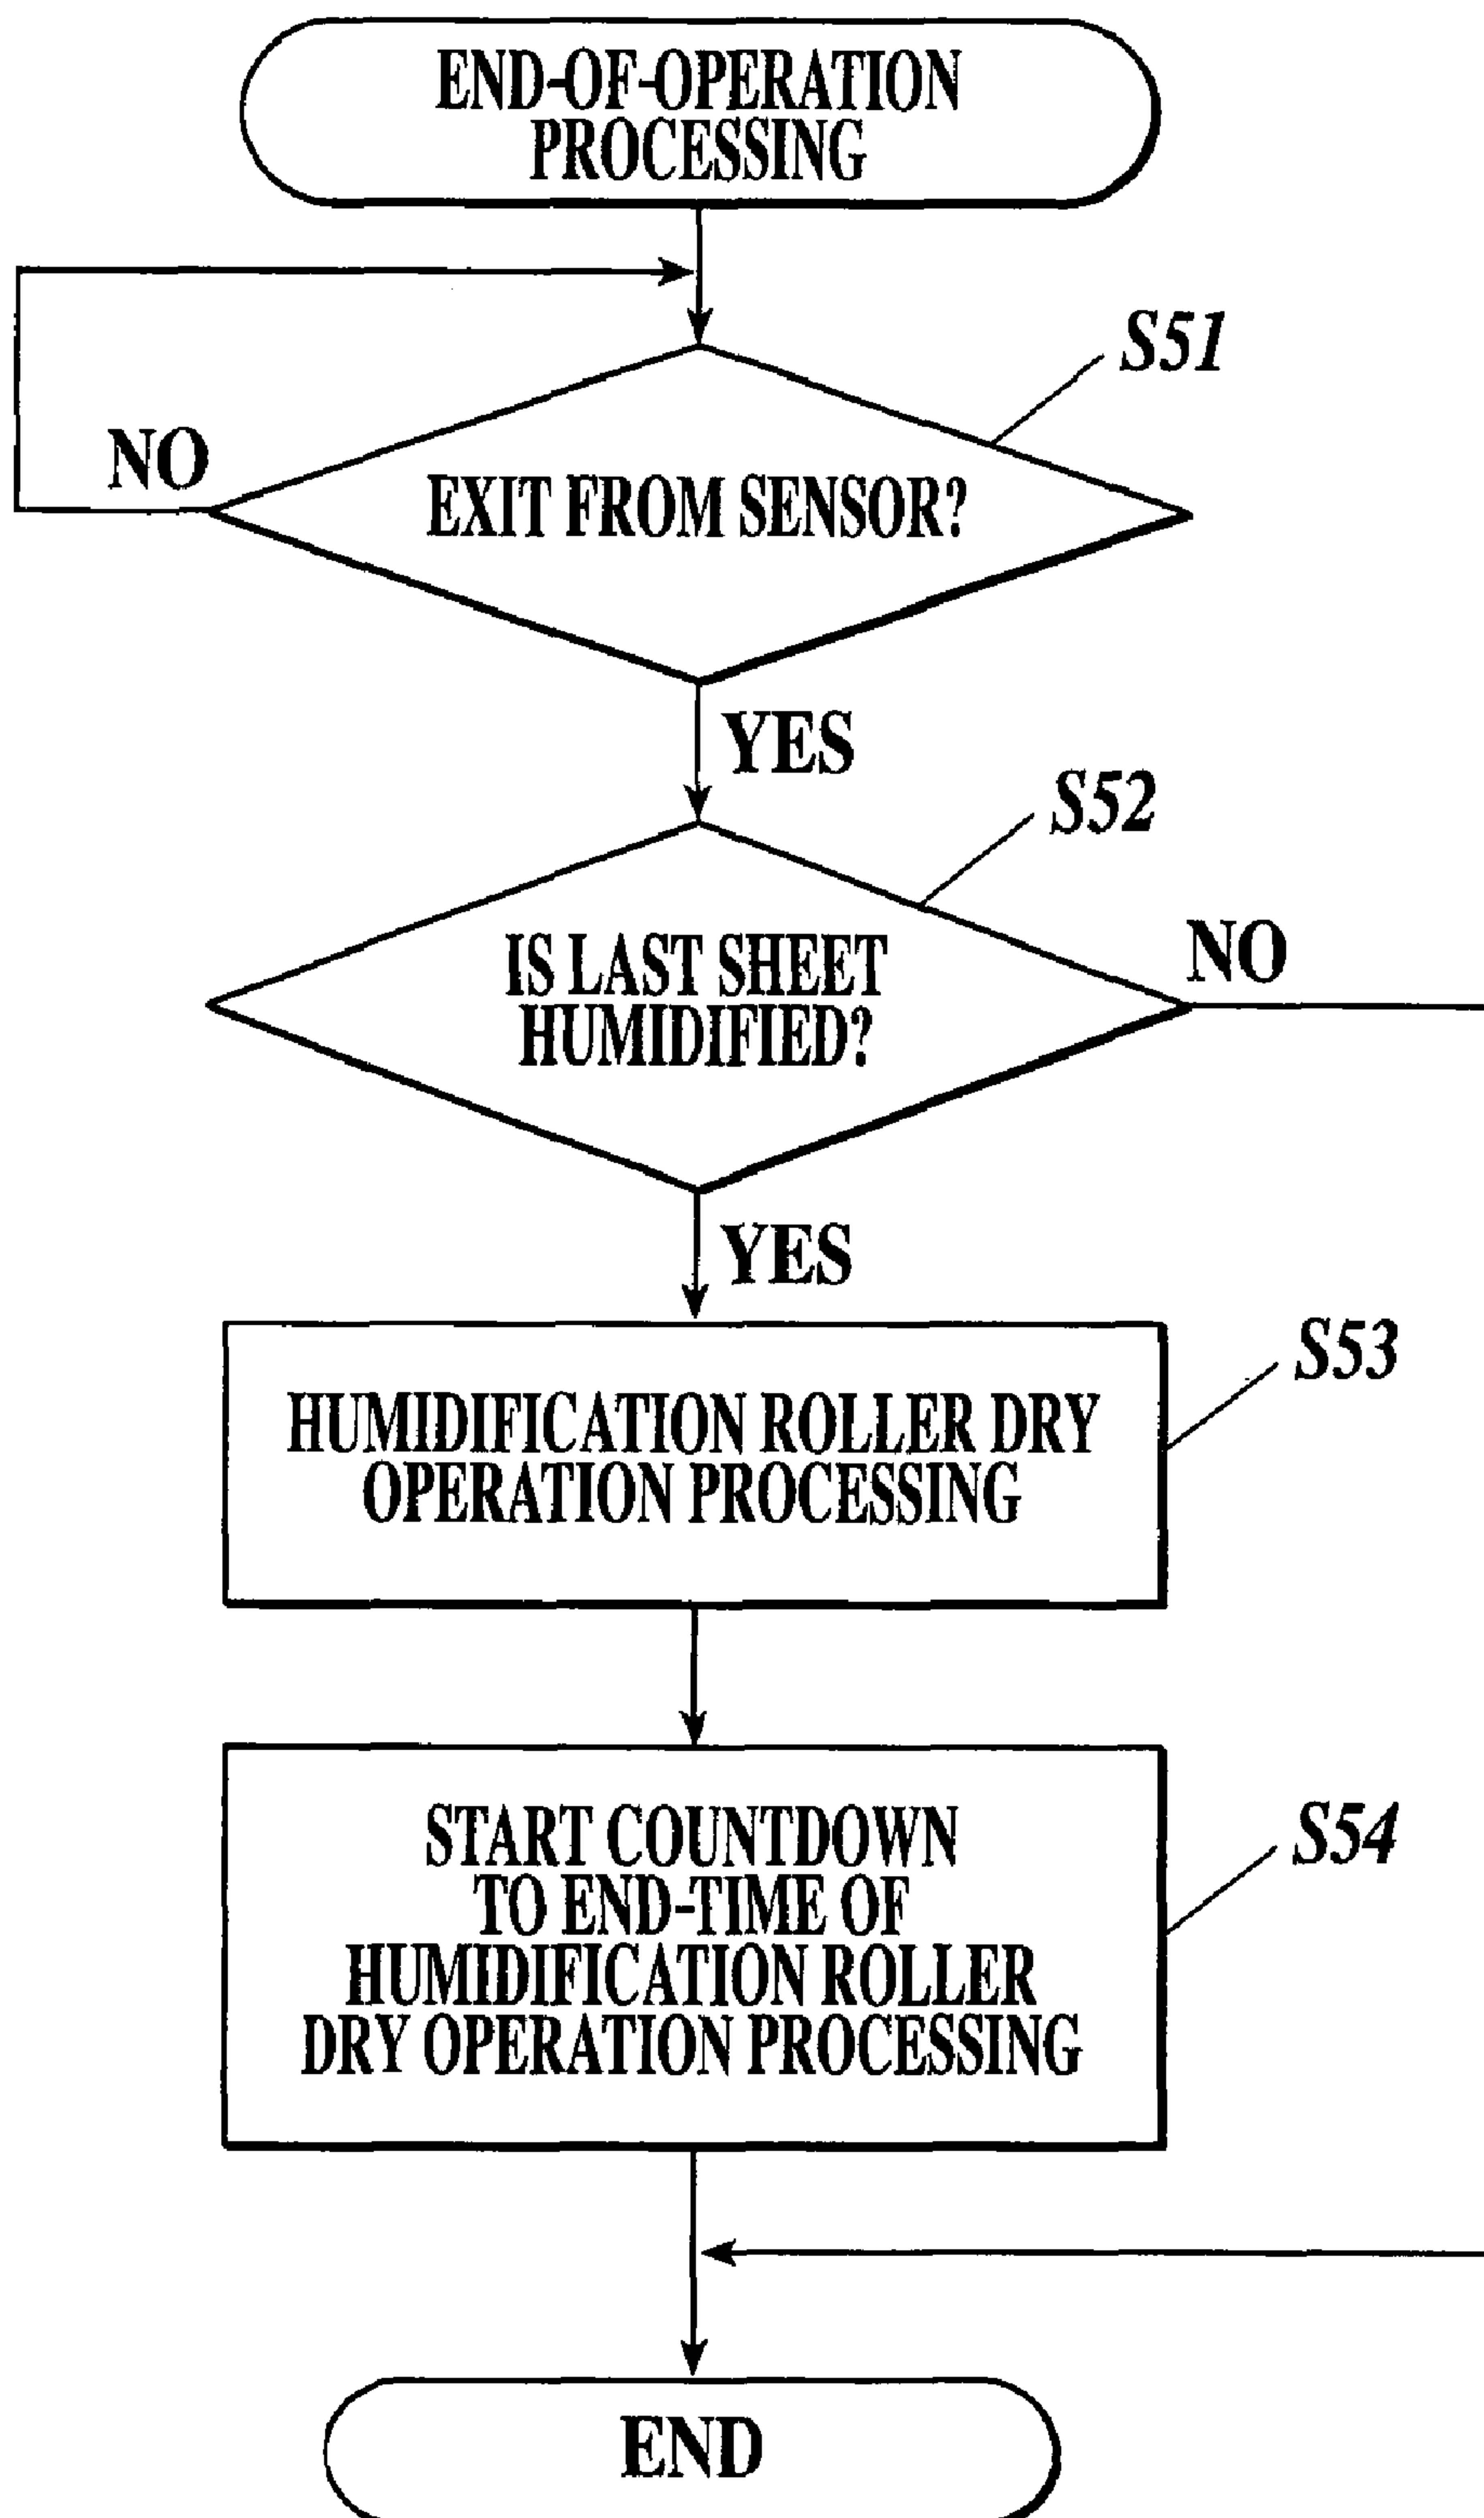 END-OF-OPERATION
PROCESSING
S51
NO
EXIT FROM SENSOR?
YES
S52
NO
IS LAST SHEET
HUMIDIFIED?
YES
S53
HUMIDIFICATION ROLLER DRY
OPERATION PROCESSING
S54
START COUNTDOWN
TO END-TIME OF
HUMIDIFICATION ROLLER
DRY OPERATION PROCESSING
END